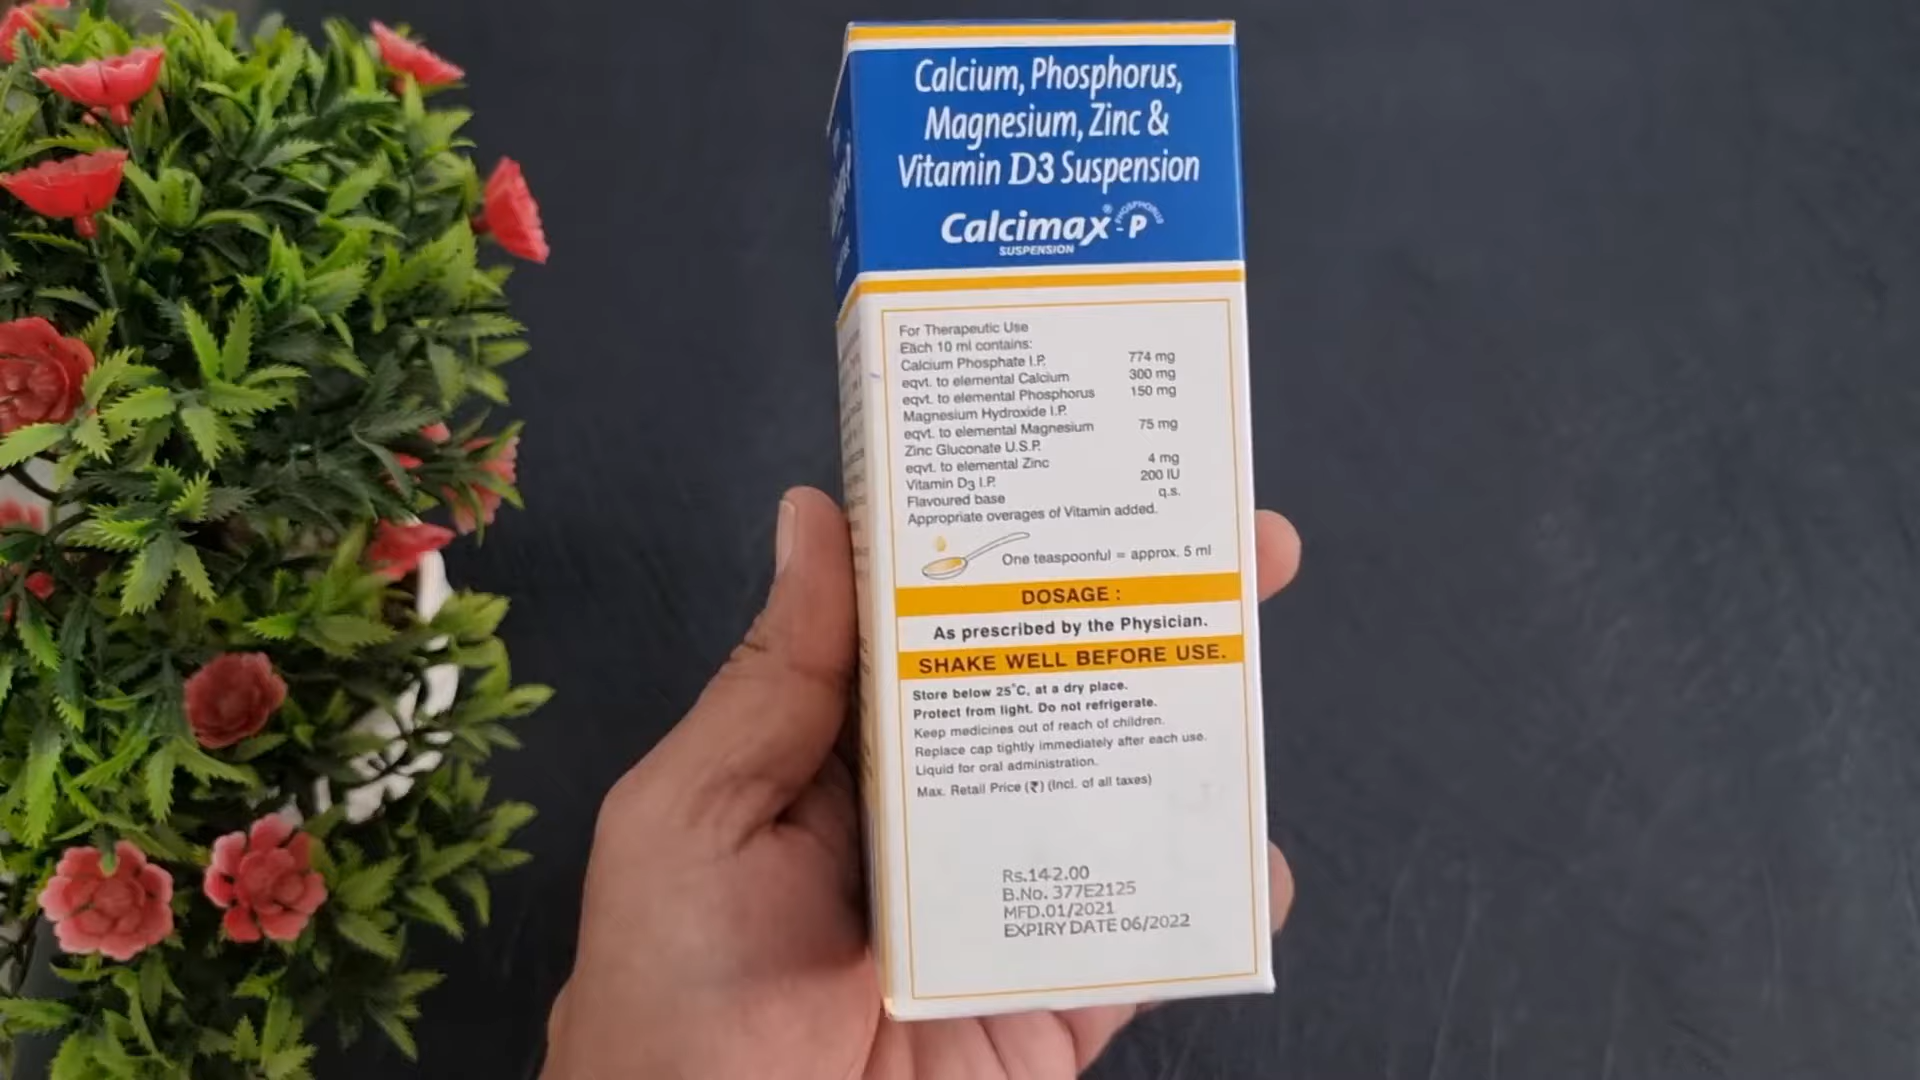 Calcium, Phosphorus,
Magnesium, Zinc &
Vitamin D3 Suspension
Calcimax® -P PHOSPHORUS
SUSPENSION
For Therapeutic Use
Each 10 ml contains:
Calcium Phosphate I.P. 774 mg
eqvt. to elemental Calcium 300 mg
eqvt. to elemental Phosphorus 150 mg
Magnesium Hydroxide I.P.
eqvt. to elemental Magnesium 75 mg
Zinc Gluconate U.S.P.
eqvt. to elemental Zinc 4 mg
Vitamin D3 I.P. 200 IU
Flavoured base q.s.
Appropriate overages of Vitamin added.
One teaspoonful = approx. 5 ml
DOSAGE :
As prescribed by the Physician.
SHAKE WELL BEFORE USE.
Store below 25°C, at a dry place.
Protect from light. Do not refrigerate.
Keep medicines out of reach of children.
Replace cap tightly immediately after each use.
Liquid for oral administration.
Max. Retail Price (₹) (Incl. of all taxes)
Rs.142.00
B.No. 377E2125
MFD.01/2021
EXPIRY DATE 06/2022